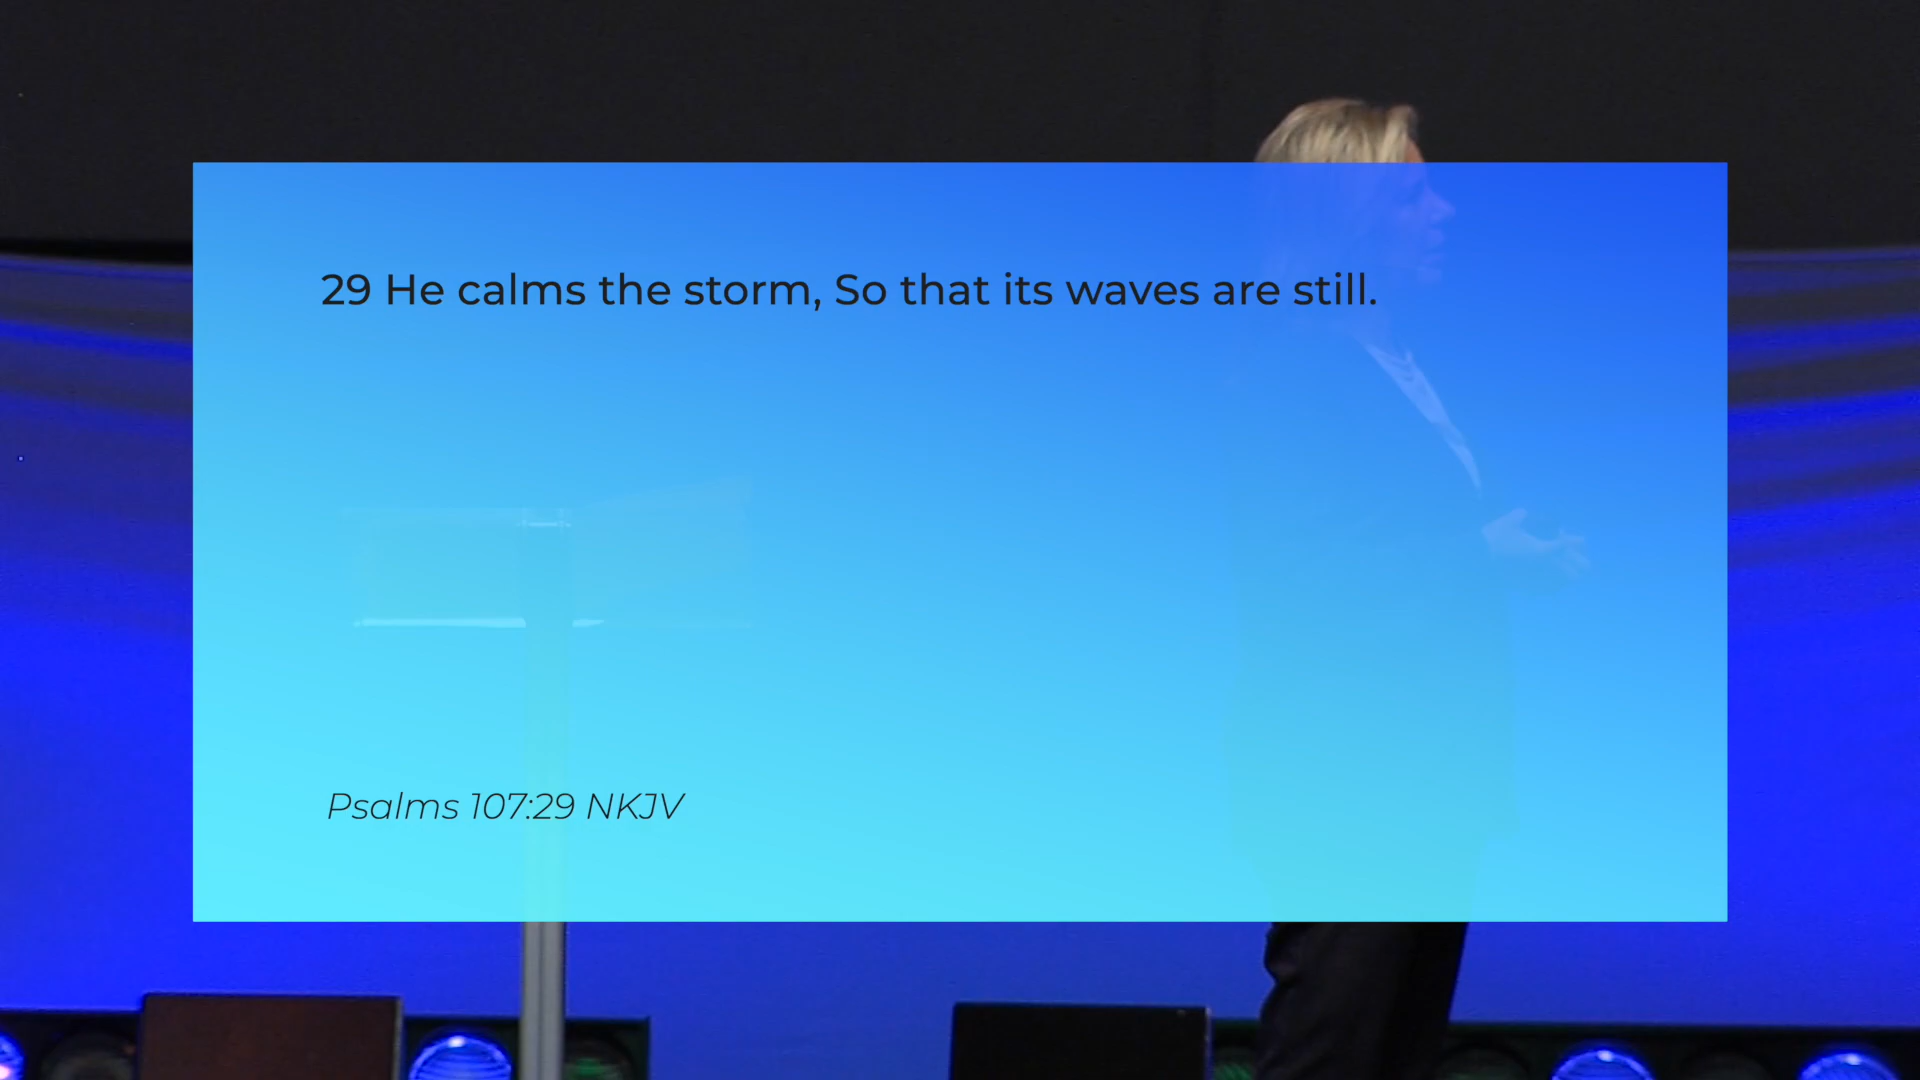 29 He calms the storm, So that its waves are still.
Psalms 107:29 NKJV